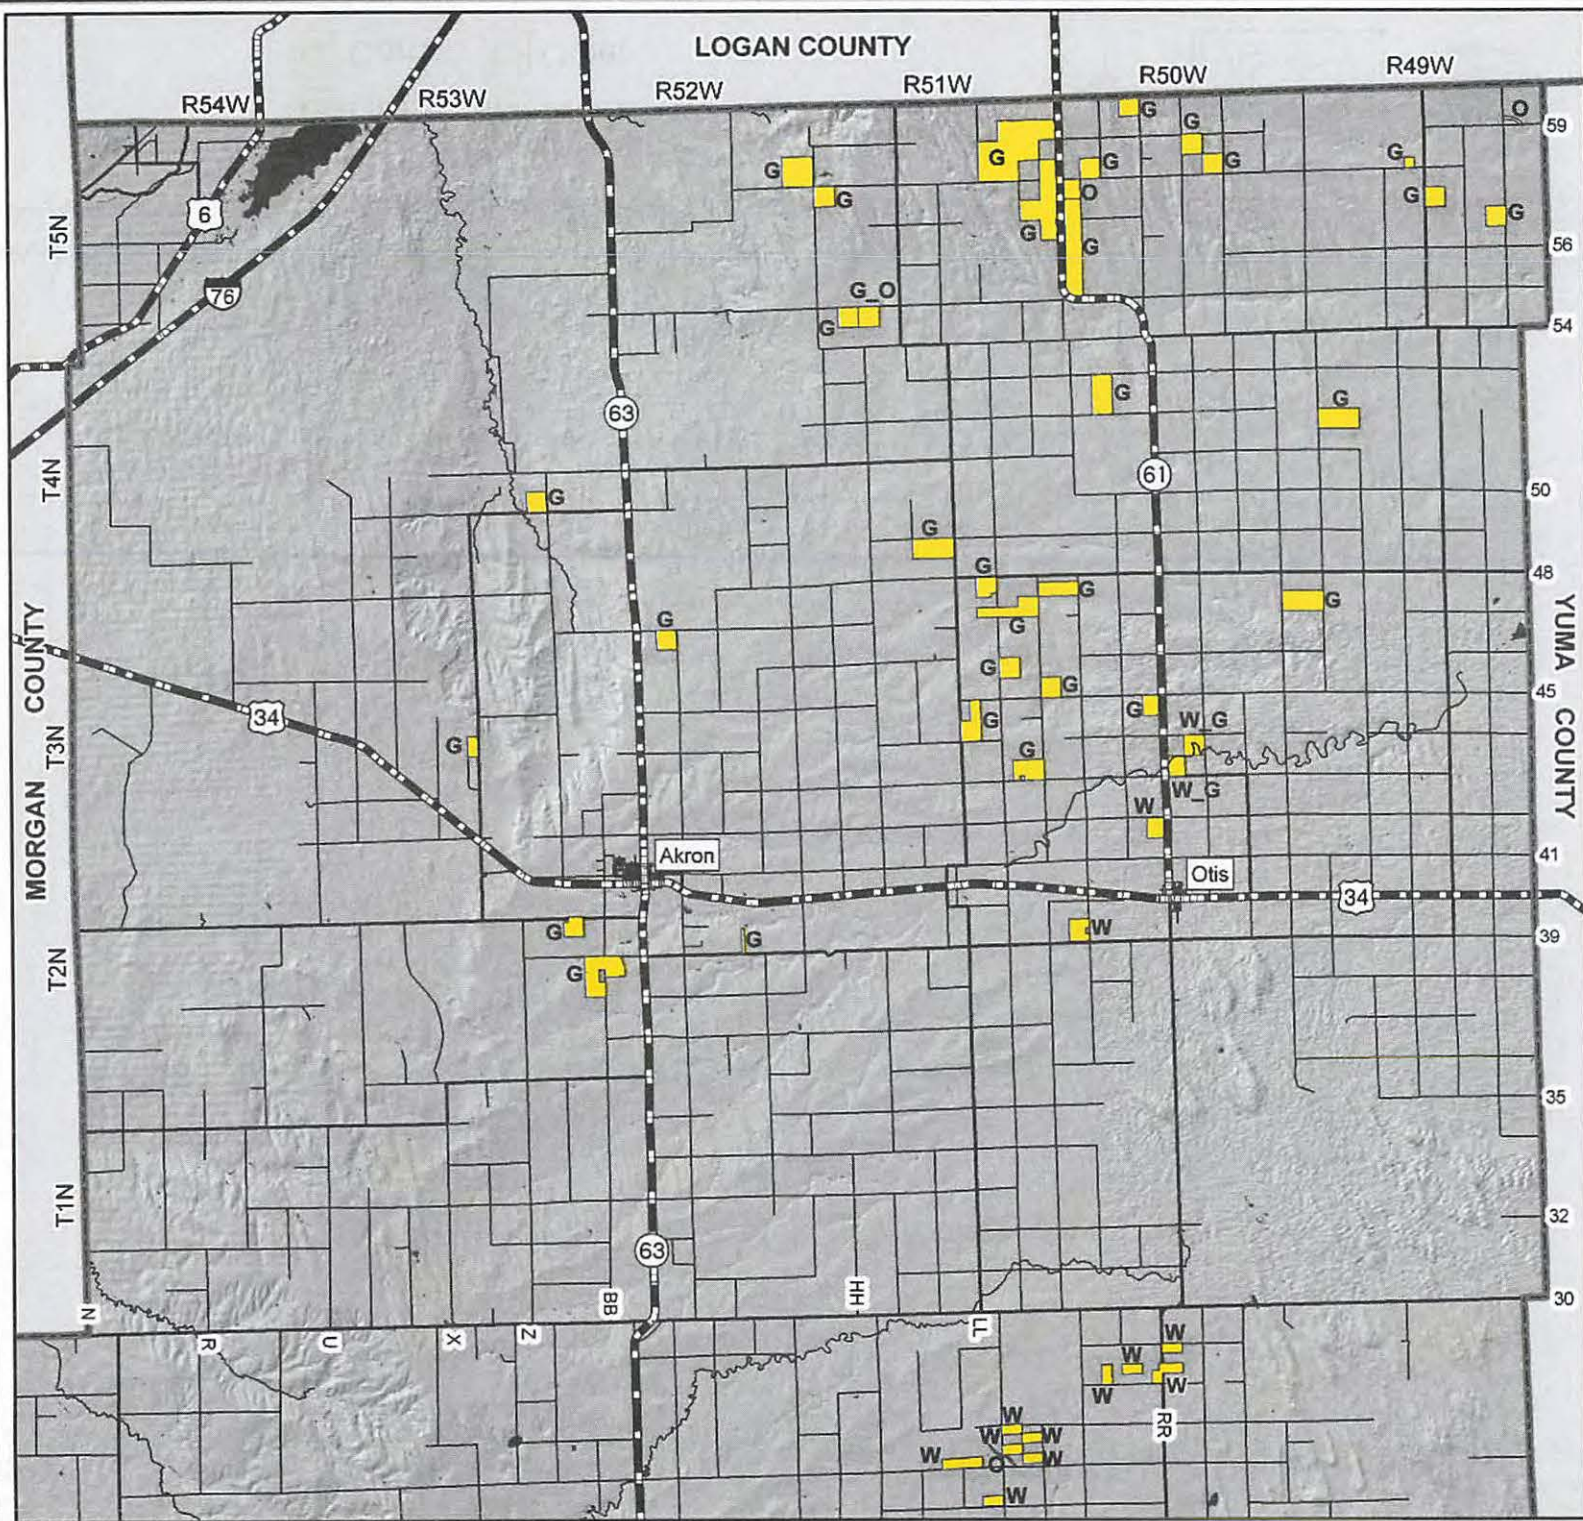 LOGAN COUNTY
R54W R53W R52W R51W R50W R49W
G G O
59
G G G G G
6
G G O G G
T5N
G G
56
76
G_O
G
54
63
G G
T4N
61
50
G
G
G
48
G G
G
G
MORGAN COUNTY
YUMA COUNTY
G
G
45
34
G
W_G
T3N
G
G
G
W_G
W
Akron
41
Otis
34
G G W
39
T2N
G
35
T1N
32
63
30
N R U X Z BB HH LL RR
W
W
W W
W
W W
W W
O
W